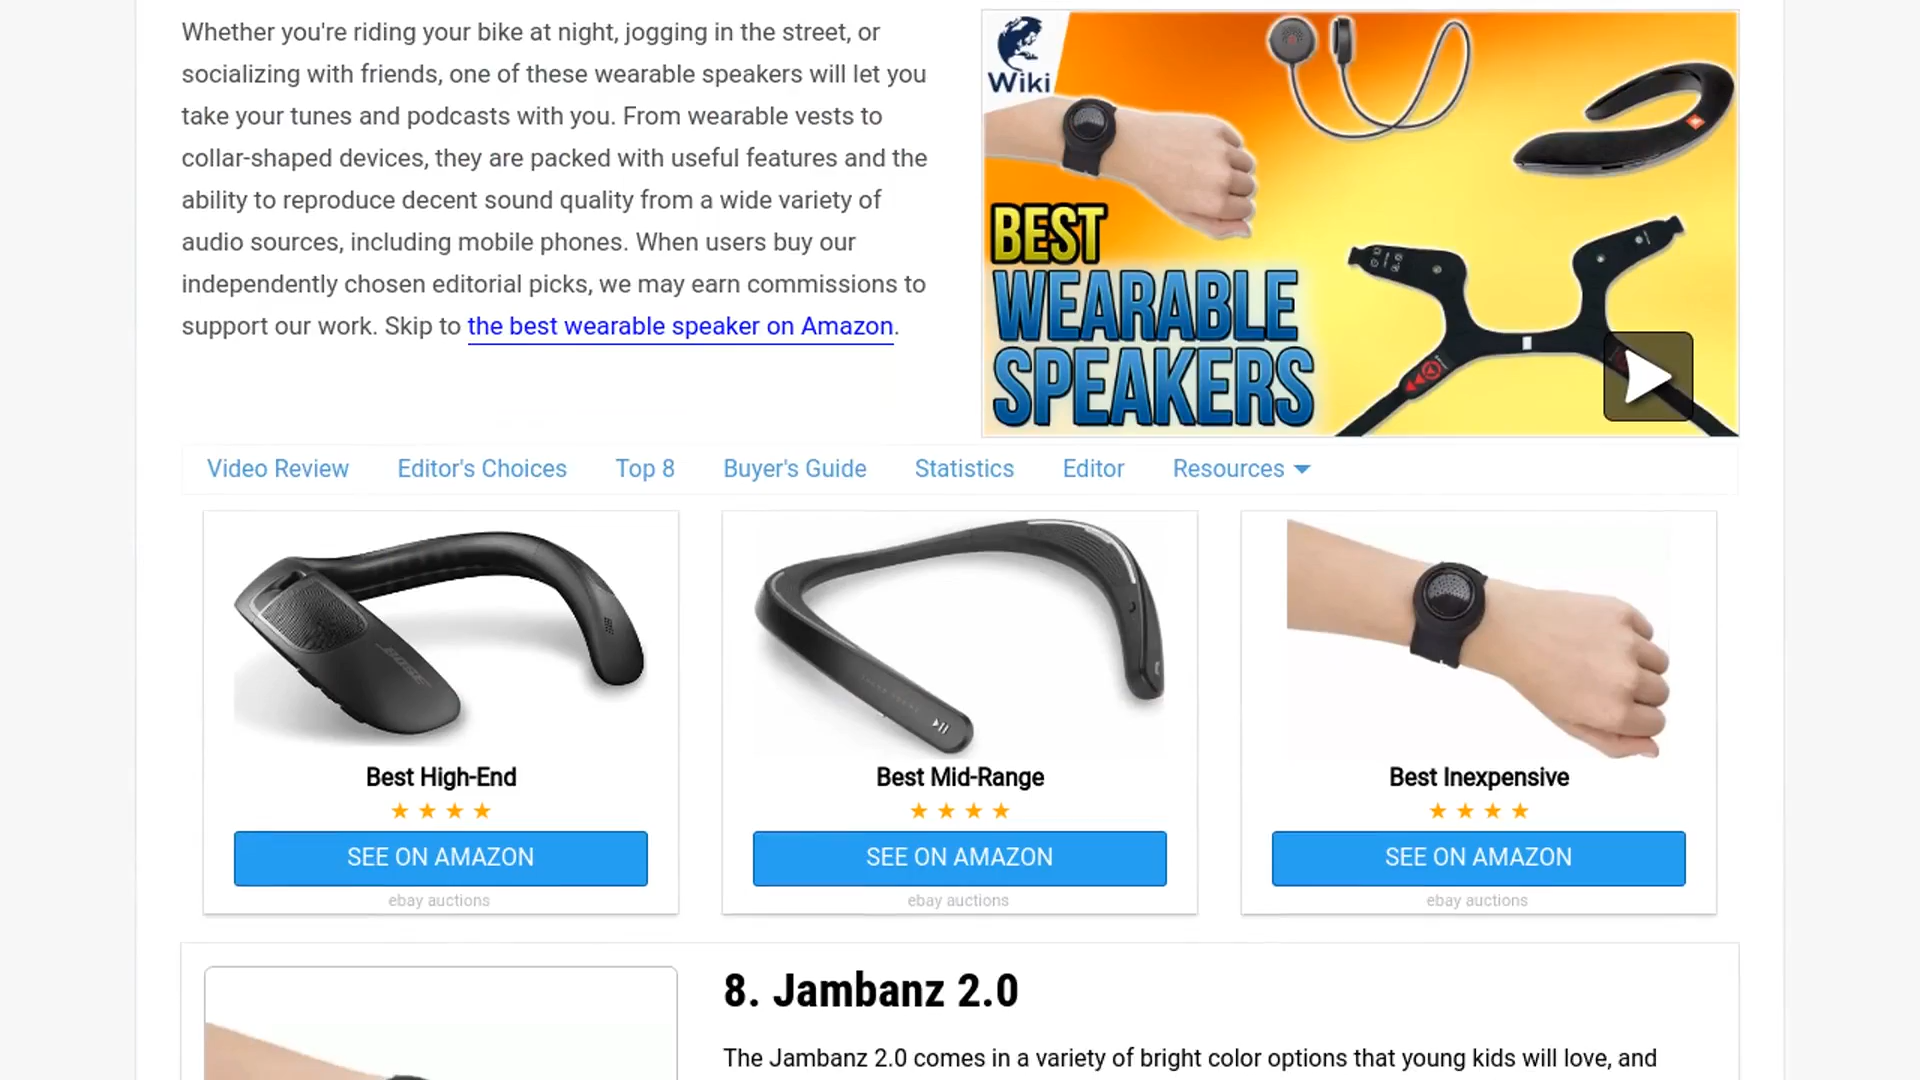 Whether you're riding your bike at night, jogging in the street, or
socializing with friends, one of these wearable speakers will let you
take your tunes and podcasts with you. From wearable vests to
collar-shaped devices, they are packed with useful features and the
ability to reproduce decent sound quality from a wide variety of
audio sources, including mobile phones. When users buy our
independently chosen editorial picks, we may earn commissions to
support our work. Skip to the best wearable speaker on Amazon.
Wiki
BEST
WEARABLE
SPEAKERS
Video Review Editor's Choices Top 8 Buyer's Guide Statistics Editor Resources
BOSE
Best High-End
SEE ON AMAZON
ebay auctions
Best Mid-Range
SEE ON AMAZON
ebay auctions
Best Inexpensive
SEE ON AMAZON
ebay auctions
8. Jambanz 2.0
The Jambanz 2.0 comes in a variety of bright color options that young kids will love, and